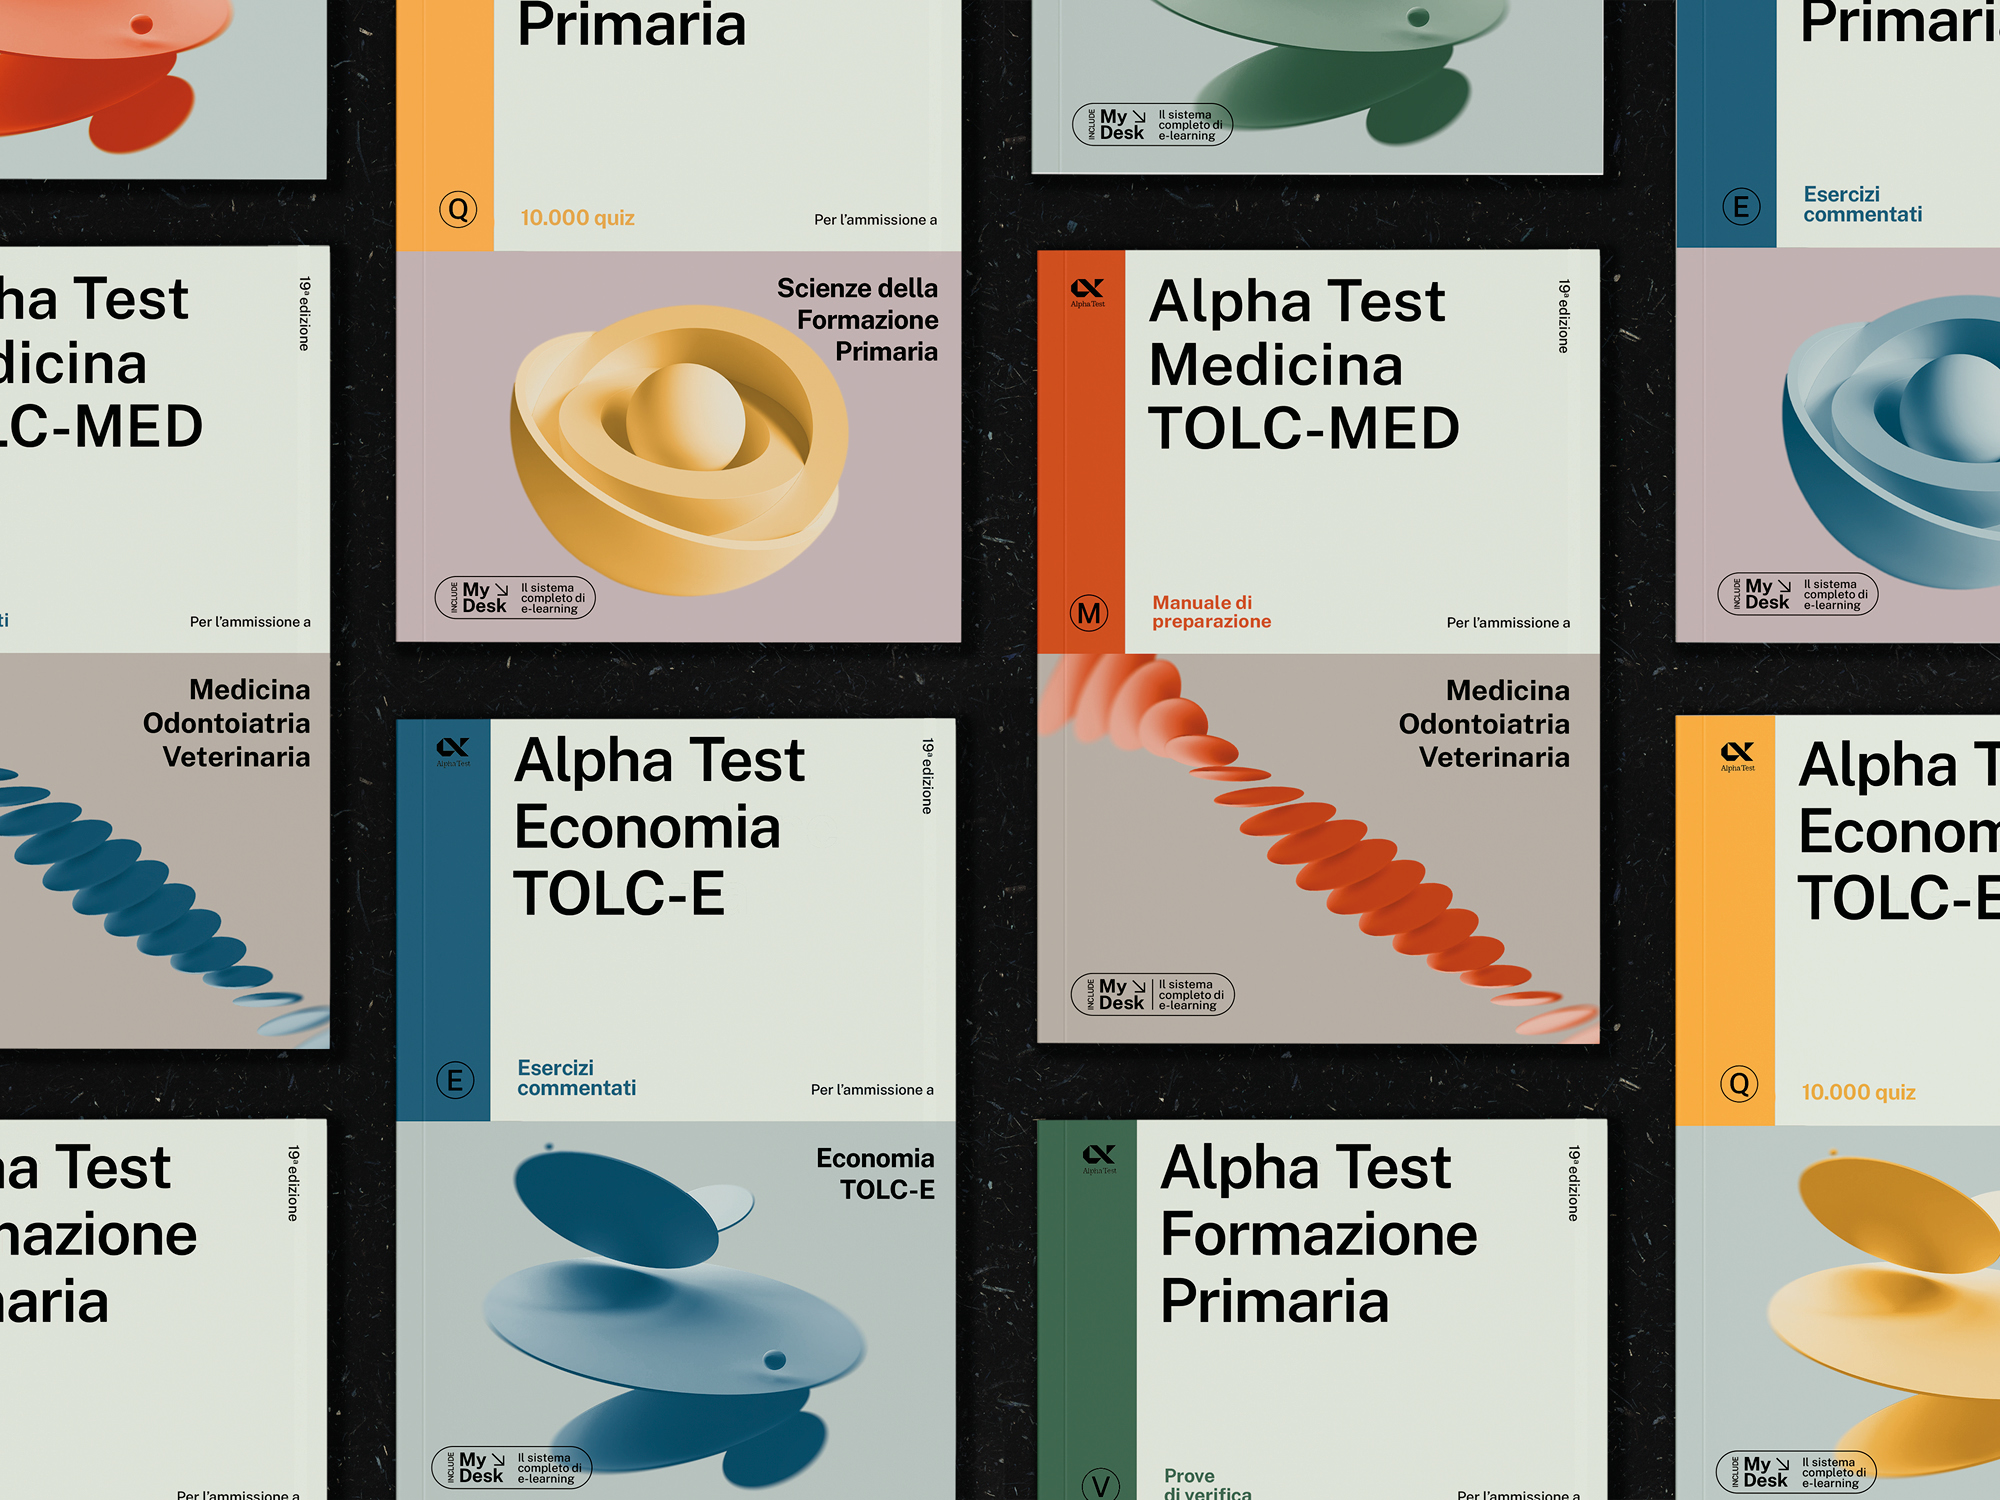 ha Test
dicina
LC-MED
19ª edizione
ti
Per l'ammissione a
Medicina
Odontoiatria
Veterinaria
a Test
mazione
naria
19ª edizione
Per l'ammissione a
Primaria
Q
10.000 quiz
Per l'ammissione a
Scienze della
Formazione
Primaria
INCLUDE
My Desk
Il sistema
completo di
e-learning
Alpha Test
Alpha Test
Economia
TOLC-E
19ª edizione
E
Esercizi
commentati
Per l'ammissione a
Economia
TOLC-E
INCLUDE
My Desk
Il sistema
completo di
e-learning
INCLUDE
My Desk
Il sistema
completo di
e-learning
Alpha Test
Alpha Test
Medicina
TOLC-MED
19ª edizione
M
Manuale di
preparazione
Per l'ammissione a
Medicina
Odontoiatria
Veterinaria
INCLUDE
My Desk
Il sistema
completo di
e-learning
Alpha Test
Alpha Test
Formazione
Primaria
19ª edizione
V
Prove
di verifica
Per l'ammissione a
Primari
E
Esercizi
commentati
INCLUDE
My Desk
Il sistema
completo di
e-learning
Alpha Test
Alpha T
Econom
TOLC-E
Q
10.000 quiz
INCLUDE
My Desk
Il sistema
completo di
e-learning